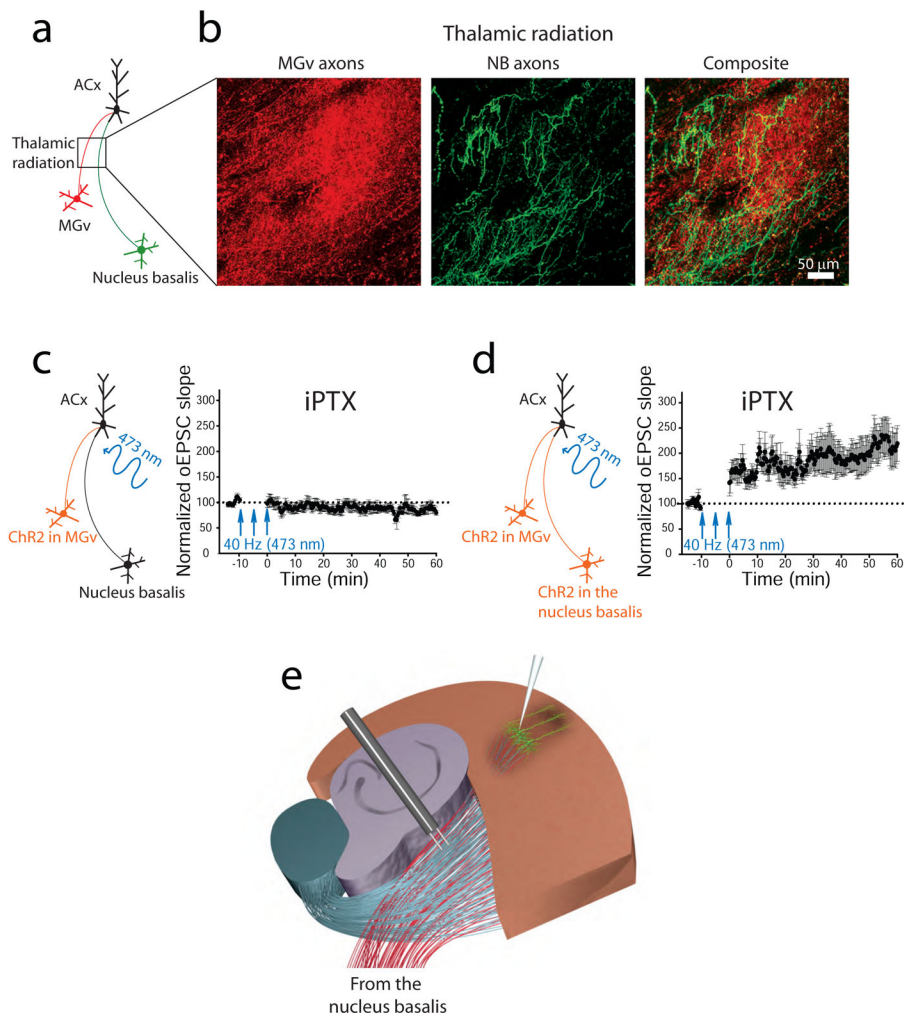 a
b
Thalamic radiation
MGv axons
NB axons
Composite
ACx
Thalamic
radiation
MGv
Nucleus basalis
50 µm
c
ACx
473 nm
ChR2 in MGv
Nucleus basalis
Normalized oEPSC slope
300
250
200
150
100
50
0
iPTX
40 Hz (473 nm)
-10 0 10 20 30 40 50 60
Time (min)
d
ACx
473 nm
ChR2 in MGv
ChR2 in the
nucleus basalis
Normalized oEPSC slope
300
250
200
150
100
50
0
iPTX
40 Hz (473 nm)
-10 0 10 20 30 40 50 60
Time (min)
e
From the
nucleus basalis